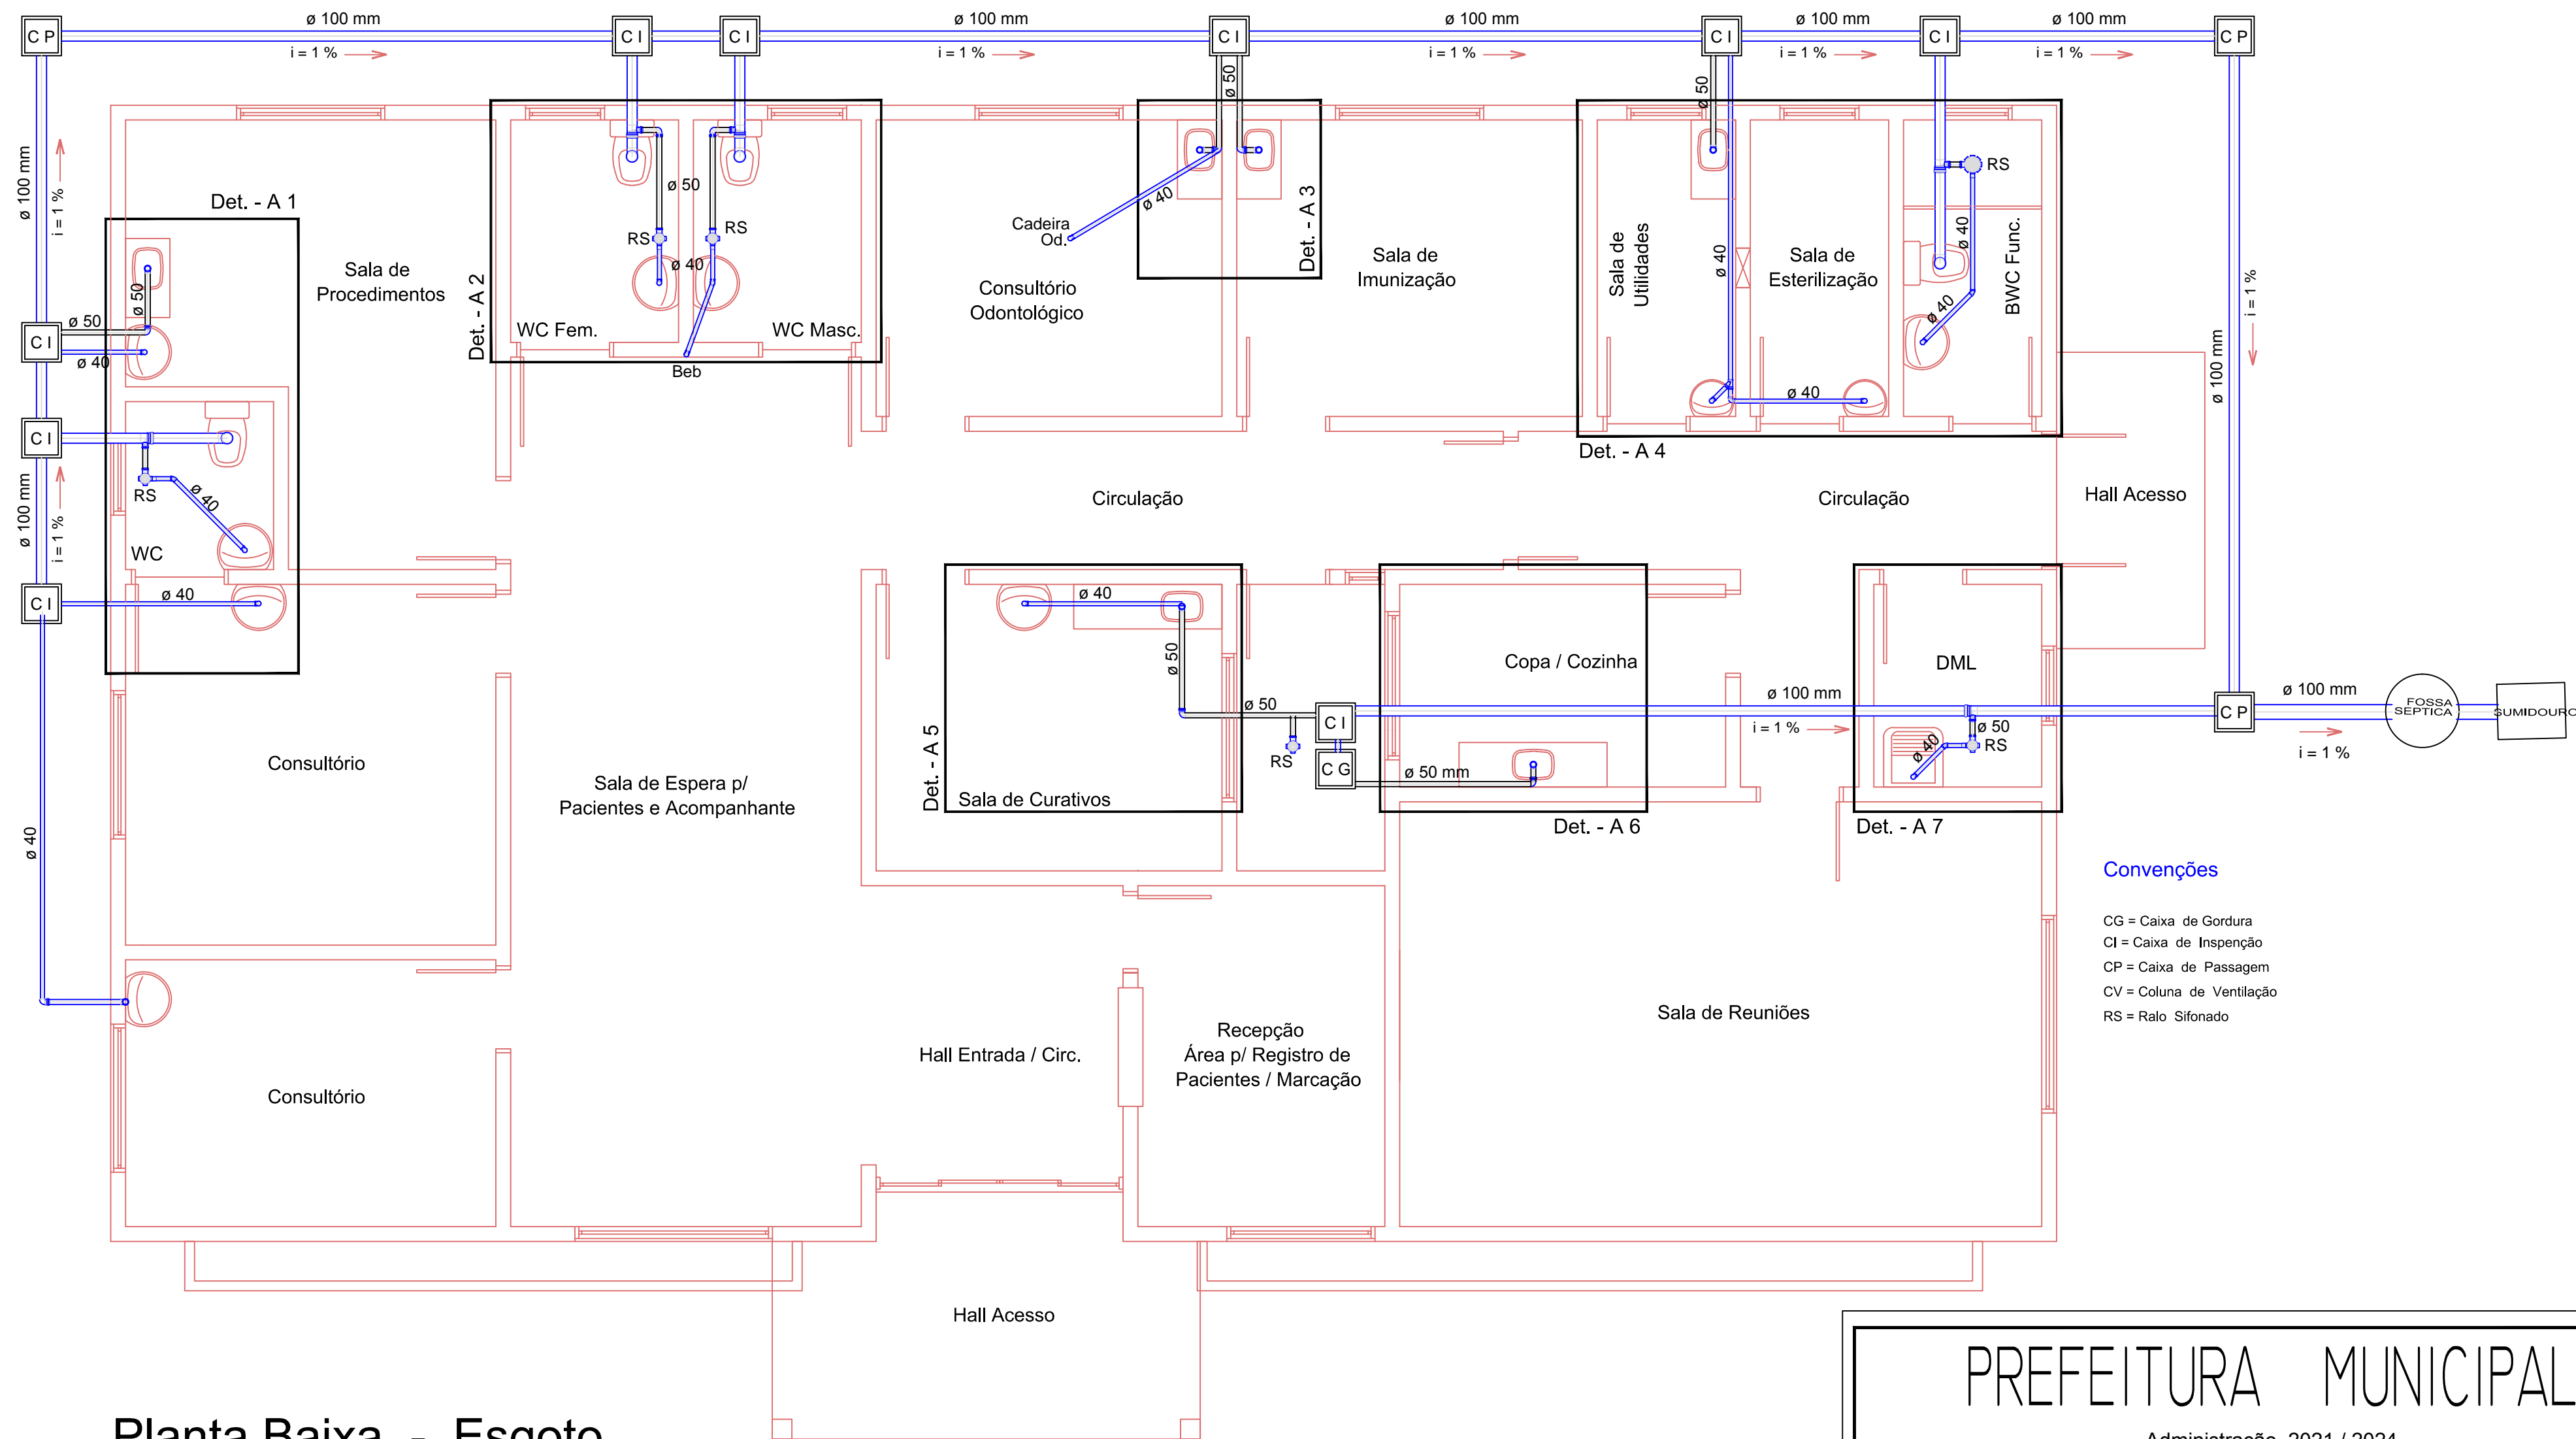 ø 100 mm
ø 100 mm
ø 100 mm
ø 100 mm
ø 100 mm
C P
C I
C I
C I
C I
C I
C P
i = 1 %
i = 1 %
i = 1 %
i = 1 %
i = 1 %
ø 50
ø 50
ø 100 mm
i = 1 %
Det. - A 1
Sala de
Procedimentos
ø 50
ø 50
C I
ø 40
C I
ø 100 mm
i = 1 %
RS
ø 40
WC
C I
ø 40
ø 40
Det. - A 2
ø 50
RS
RS
ø 40
WC Fem.
WC Masc.
Beb
Cadeira
Od.
ø 40
Det. - A 3
Consultório
Odontológico
Sala de
Imunização
Sala de
Utilidades
ø 40
Sala de
Esterilização
ø 40
RS
ø 40
ø 40
BWC Func.
Det. - A 4
i = 1 %
ø 100 mm
Circulação
Circulação
Hall Acesso
ø 40
ø 50
Det. - A 5
Sala de Curativos
ø 50
RS
C I
C G
Copa / Cozinha
ø 50 mm
Det. - A 6
ø 100 mm
i = 1 %
DML
ø 50
RS
ø 40
Det. - A 7
C P
ø 100 mm
i = 1 %
FOSSA
SEPTICA
SUMIDOURO
Consultório
Sala de Espera p/
Pacientes e Acompanhante
Convenções
CG = Caixa de Gordura
CI = Caixa de Inspenção
CP = Caixa de Passagem
CV = Coluna de Ventilação
RS = Ralo Sifonado
Consultório
Hall Entrada / Circ.
Recepção
Área p/ Registro de
Pacientes / Marcação
Sala de Reuniões
Hall Acesso
Planta Baixa - Esgoto
PREFEITURA MUNICIPAL
Administração 2021 / 2024